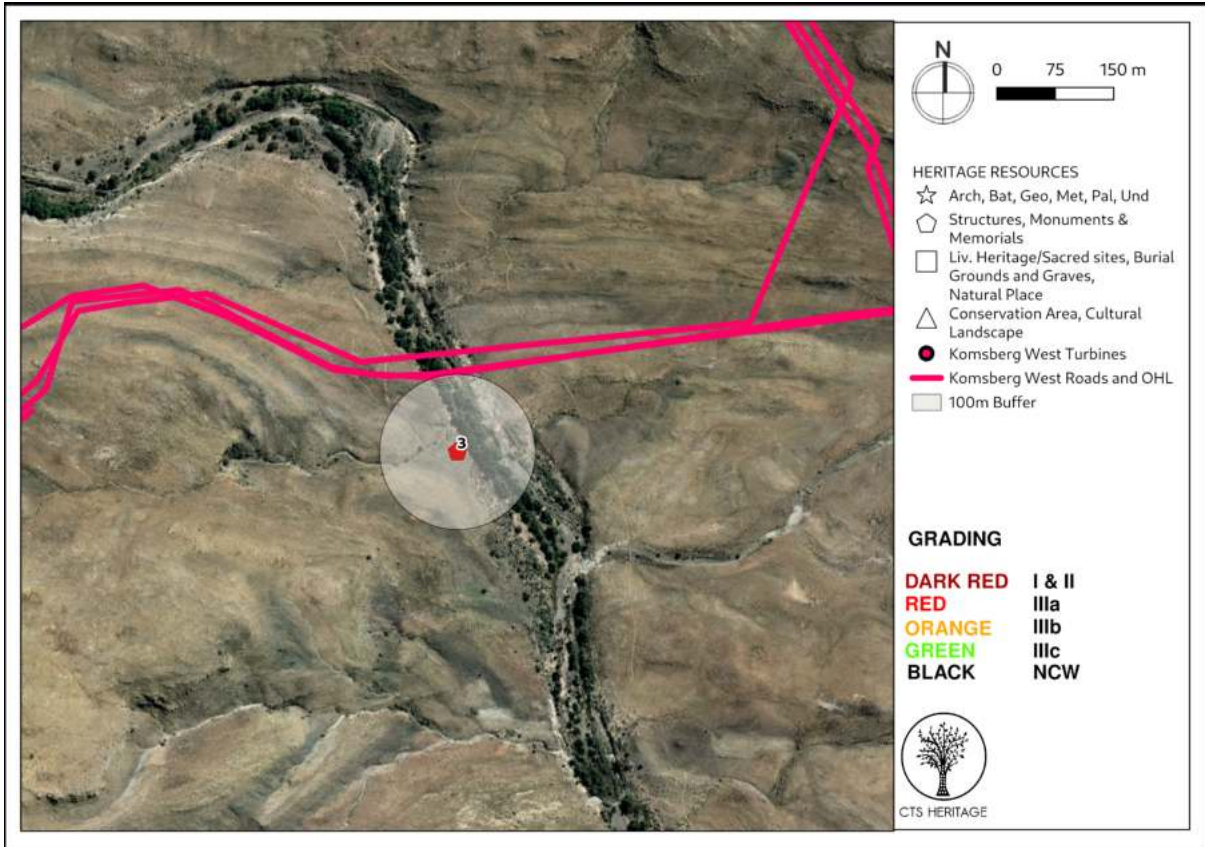 3
N
0 75 150 m
HERITAGE RESOURCES
Arch, Bat, Geo, Met, Pal, Und
Structures, Monuments &
Memorials
Liv. Heritage/Sacred sites, Burial
Grounds and Graves,
Natural Place
Conservation Area, Cultural
Landscape
Komsberg West Turbines
Komsberg West Roads and OHL
100m Buffer
GRADING
DARK RED I & II
RED IIIa
ORANGE IIIb
GREEN IIIc
BLACK NCW
CTS HERITAGE